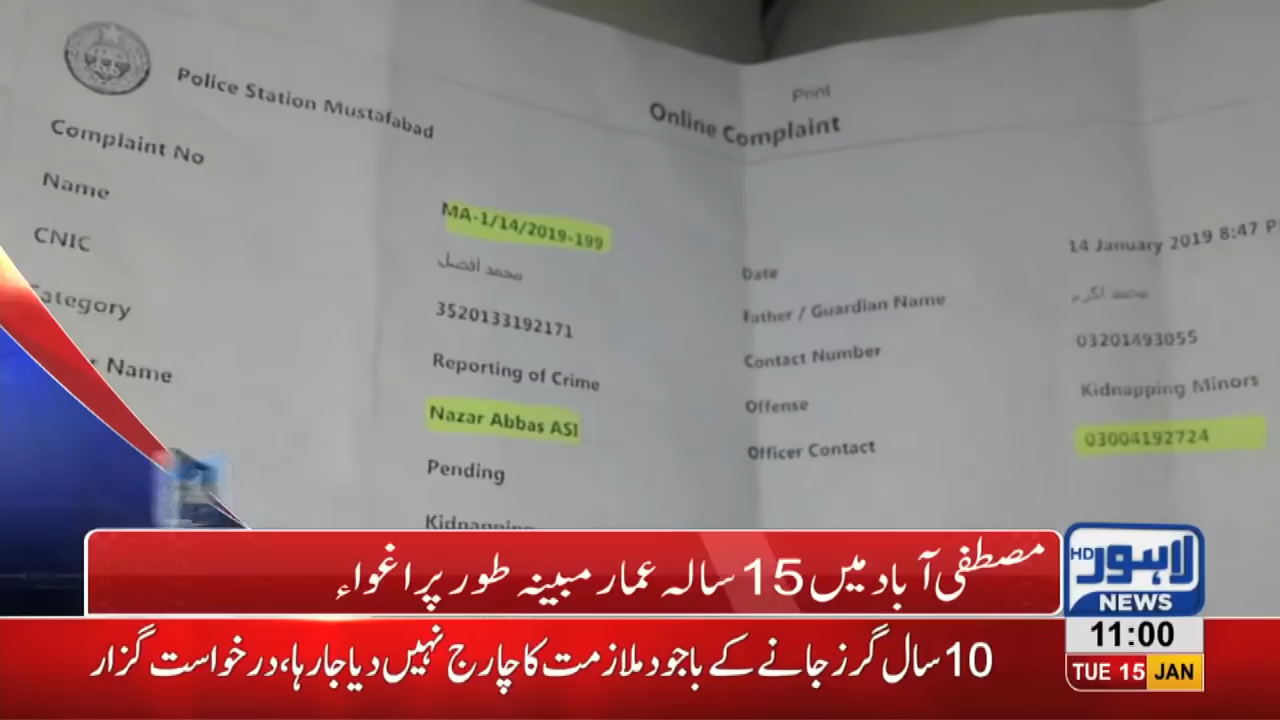 Print
Police Station Mustafabad
Online Complaint
Complaint No
MA-1/14/2019-199
Date
14 January 2019 8:47 P
Name
محمد افضل
Father / Guardian Name
محمد اکرم
CNIC
3520133192171
Contact Number
03201493055
Category
Reporting of Crime
Offense
Kidnapping Minors
Name
Nazar Abbas ASI
Officer Contact
03004192724
Pending
Kidnapping
مصطفی آباد میں 15 سالہ عمار مبینہ طور پر اغواء
10 سال گزر جانے کے باجود ملازمت کا چارج نہیں دیا جارہا، درخواست گزار
لاہور HD
NEWS
11:00
TUE 15 JAN